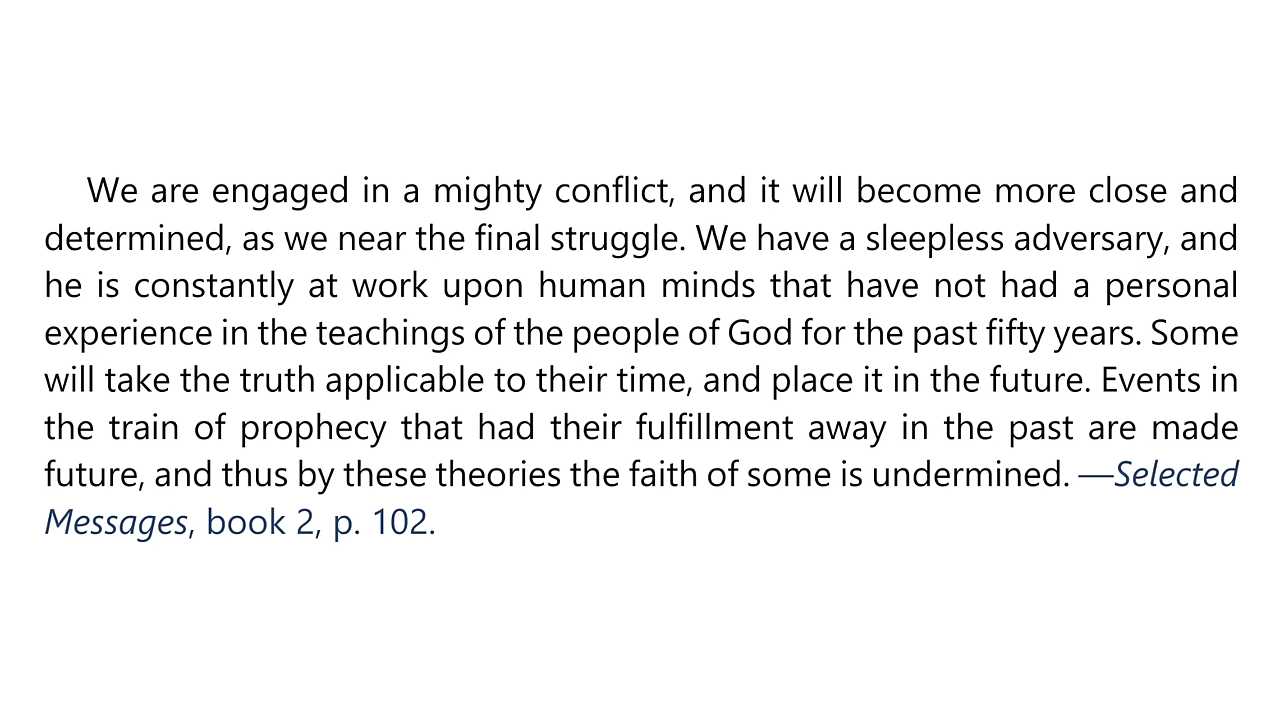 We are engaged in a mighty conflict, and it will become more close and
determined, as we near the final struggle. We have a sleepless adversary, and
he is constantly at work upon human minds that have not had a personal
experience in the teachings of the people of God for the past fifty years. Some
will take the truth applicable to their time, and place it in the future. Events in
the train of prophecy that had their fulfillment away in the past are made
future, and thus by these theories the faith of some is undermined. —Selected
Messages, book 2, p. 102.